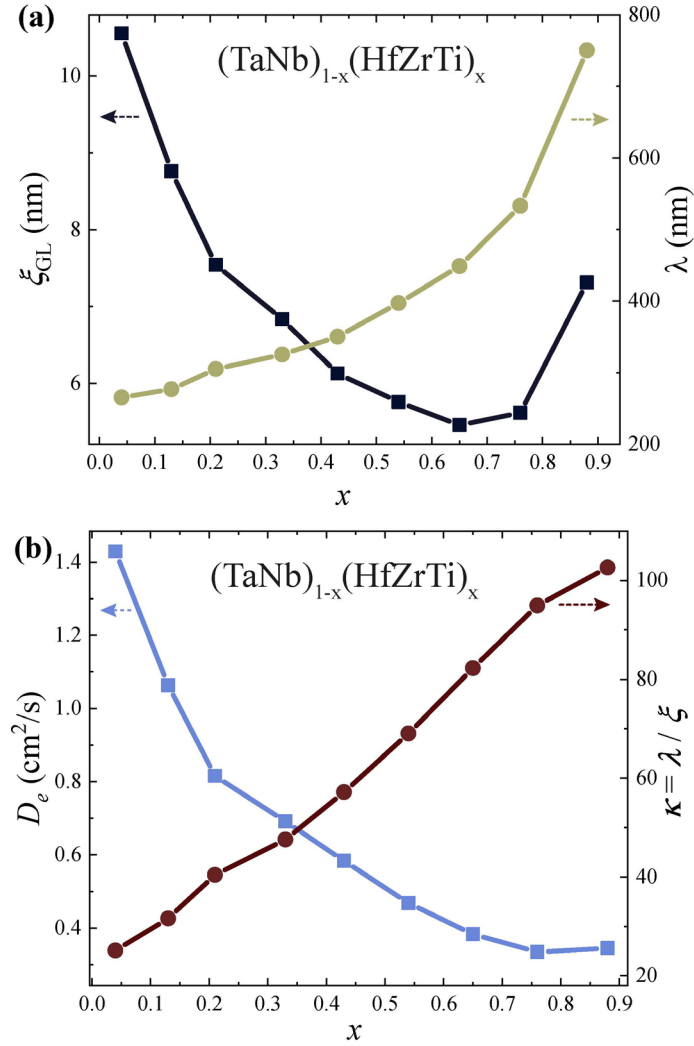 (a)
(TaNb)1-x(HfZrTi)x
10
8
6
ξGL (nm)
800
600
400
200
λ (nm)
0.0 0.1 0.2 0.3 0.4 0.5 0.6 0.7 0.8 0.9
x
(b)
(TaNb)1-x(HfZrTi)x
1.4
1.2
1.0
0.8
0.6
0.4
De (cm2/s)
100
80
60
40
20
κ = λ / ξ
0.0 0.1 0.2 0.3 0.4 0.5 0.6 0.7 0.8 0.9
x